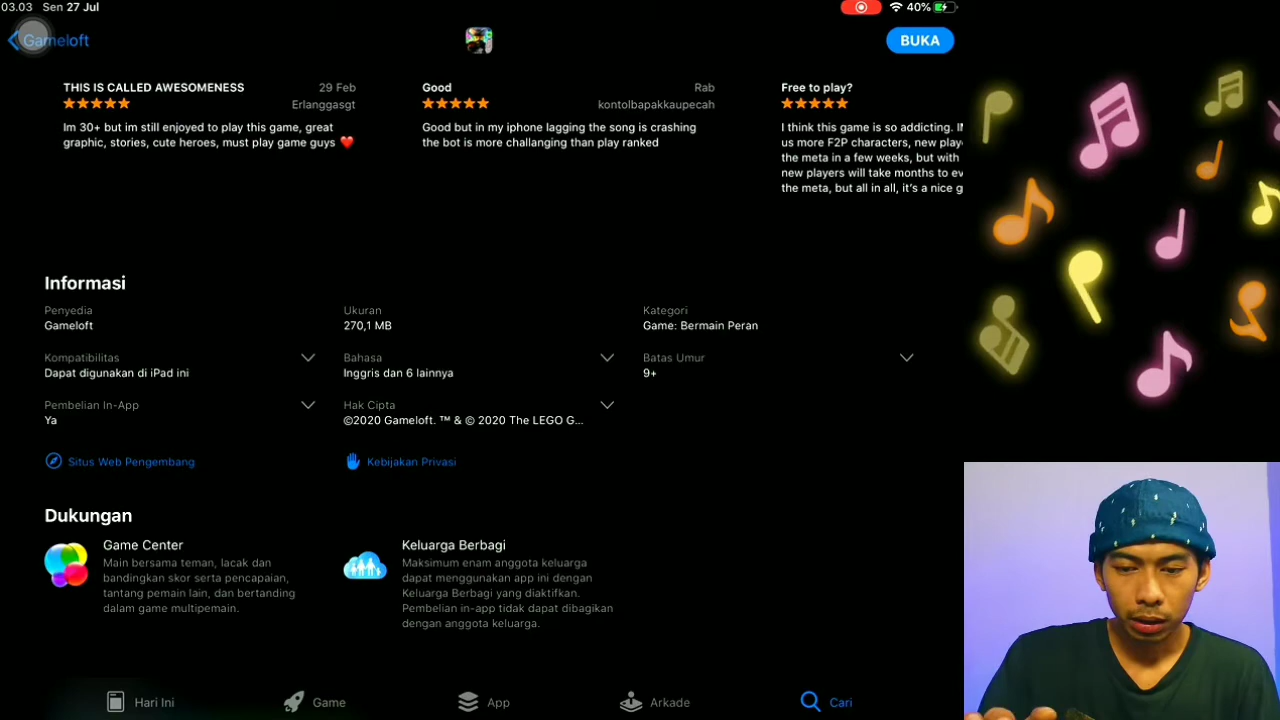 03.03 Sen 27 Jul
40%
Gameloft
BUKA
THIS IS CALLED AWESOMENESS
29 Feb
Erlanggasgt
Im 30+ but im still enjoyed to play this game, great
graphic, stories, cute heroes, must play game guys ❤️
Good
Rab
kontolbapakkaupecah
Good but in my iphone lagging the song is crashing
the bot is more challanging than play ranked
Free to play?
I think this game is so addicting.
us more F2P characters, new
the meta in a few weeks, but with
new players will take months to
the meta, but all in all, it's a nice
Informasi
Penyedia
Gameloft
Ukuran
270,1 MB
Kategori
Game: Bermain Peran
Kompatibilitas
Dapat digunakan di iPad ini
Bahasa
Inggris dan 6 lainnya
Batas Umur
9+
Pembelian In-App
Ya
Hak Cipta
©2020 Gameloft. ™ & © 2020 The LEGO G...
Situs Web Pengembang
Kebijakan Privasi
Dukungan
Game Center
Main bersama teman, lacak dan
bandingkan skor serta pencapaian,
tantang pemain lain, dan bertanding
dalam game multipemain.
Keluarga Berbagi
Maksimum enam anggota keluarga
dapat menggunakan app ini dengan
Keluarga Berbagi yang diaktifkan.
Pembelian in-app tidak dapat dibagikan
dengan anggota keluarga.
Hari Ini
Game
App
Arkade
Cari